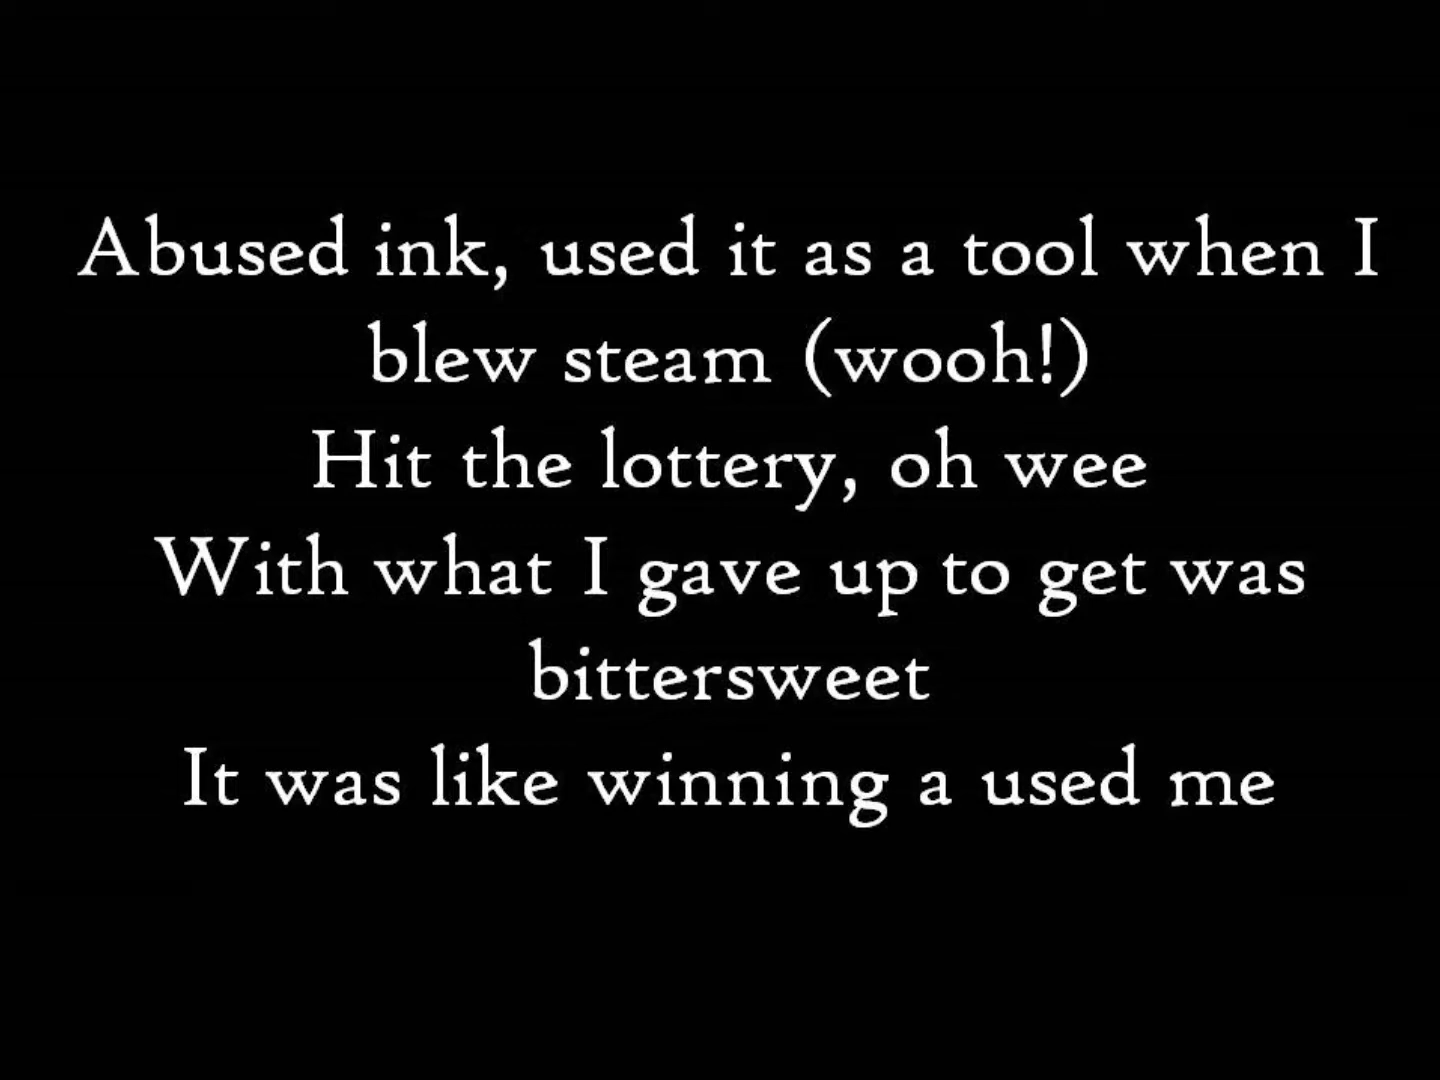 Abused ink, used it as a tool when I
blew steam (wooh!)
Hit the lottery, oh wee
With what I gave up to get was
bittersweet
It was like winning a used me